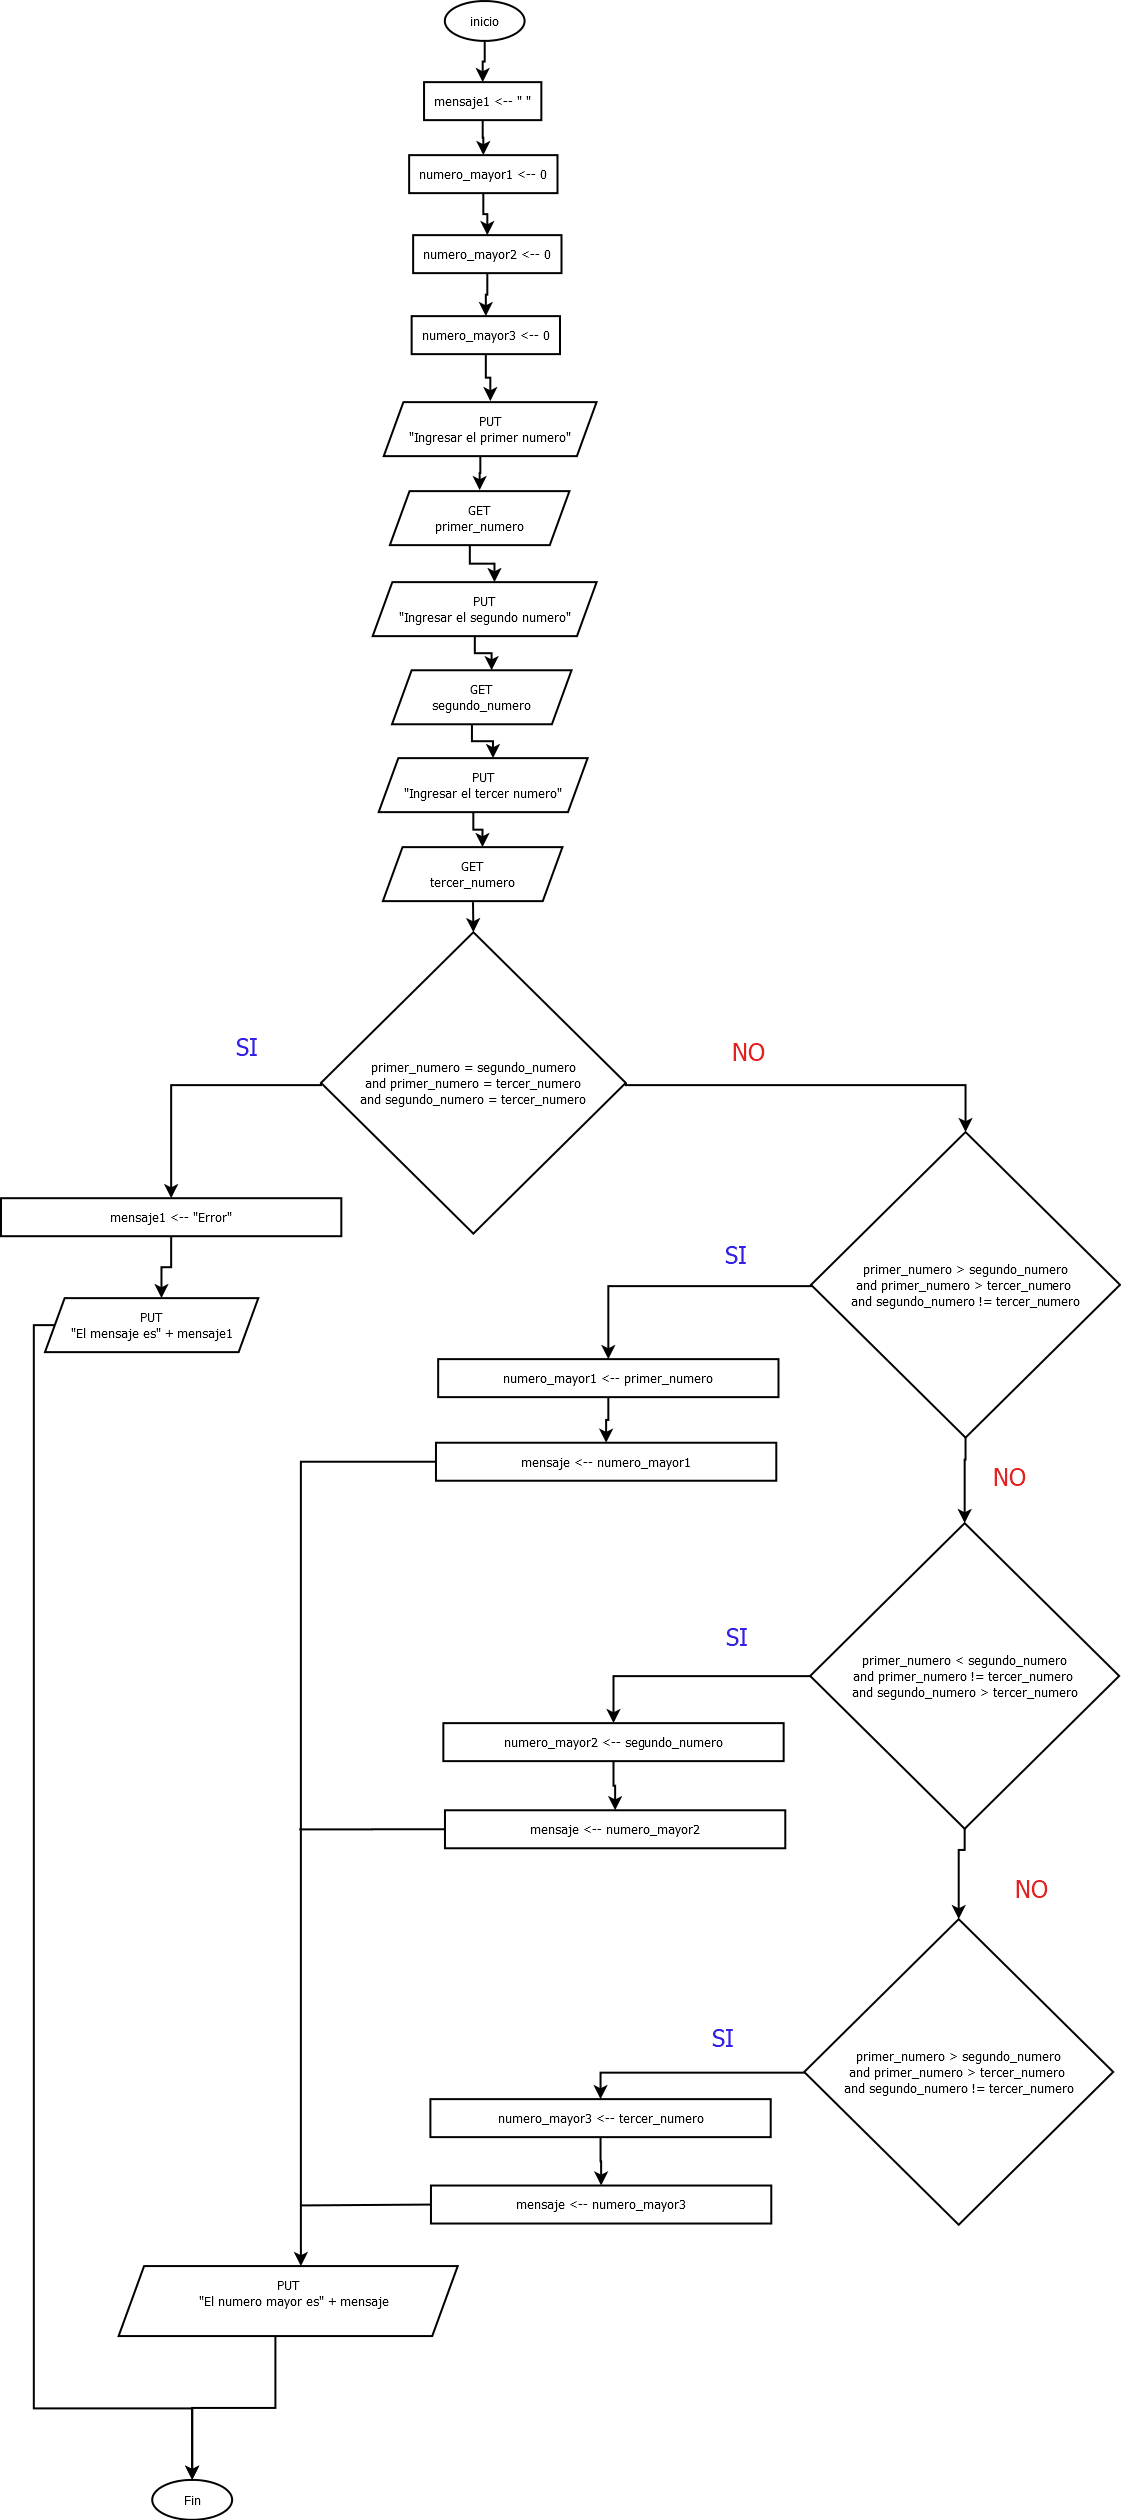 inicio
mensaje1 <-- " "
numero_mayor1 <-- 0
numero_mayor2 <-- 0
numero_mayor3 <-- 0
PUT
"Ingresar el primer numero"
GET
primer_numero
PUT
"Ingresar el segundo numero"
GET
segundo_numero
PUT
"Ingresar el tercer numero"
GET
tercer_numero
primer_numero = segundo_numero
and primer_numero = tercer_numero
and segundo_numero = tercer_numero
SI
NO
mensaje1 <-- "Error"
PUT
"El mensaje es" + mensaje1
primer_numero > segundo_numero
and primer_numero > tercer_numero
and segundo_numero != tercer_numero
SI
numero_mayor1 <-- primer_numero
mensaje <-- numero_mayor1
NO
primer_numero < segundo_numero
and primer_numero != tercer_numero
and segundo_numero > tercer_numero
SI
numero_mayor2 <-- segundo_numero
mensaje <-- numero_mayor2
NO
primer_numero > segundo_numero
and primer_numero > tercer_numero
and segundo_numero != tercer_numero
SI
numero_mayor3 <-- tercer_numero
mensaje <-- numero_mayor3
PUT
"El numero mayor es" + mensaje
Fin